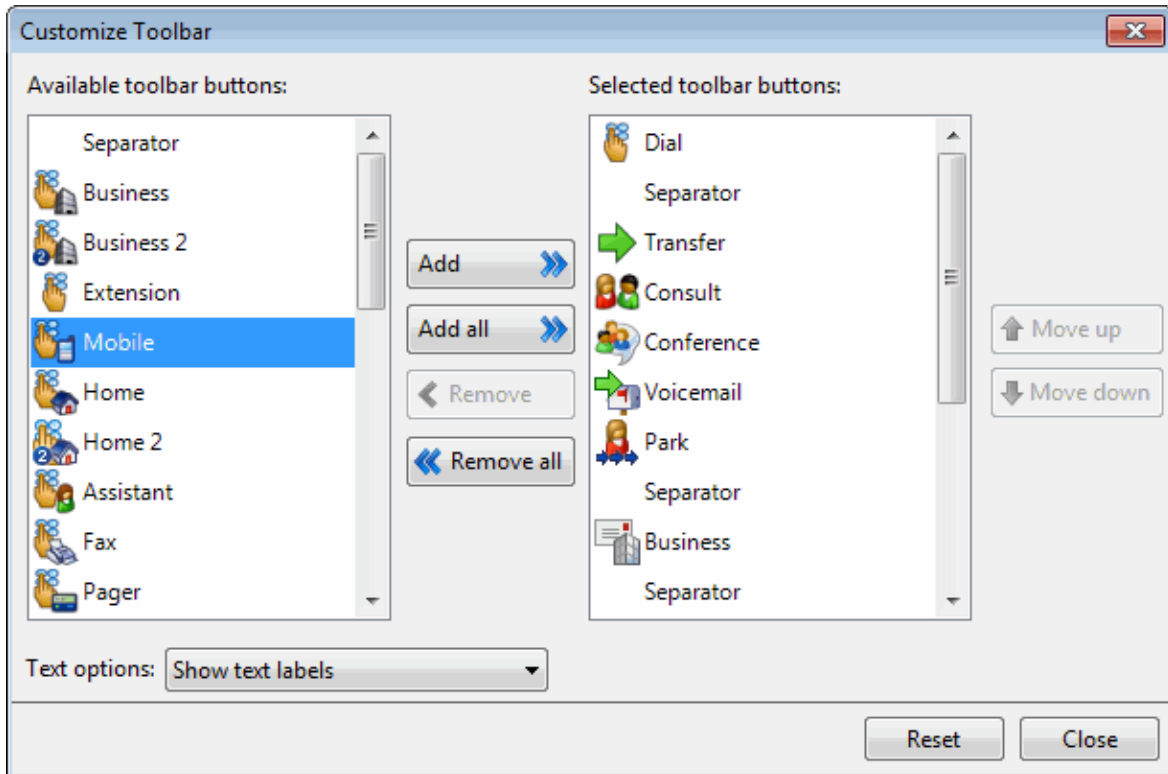 Customize Toolbar
Available toolbar buttons:
Separator
Business
Business 2
Extension
Mobile
Home
Home 2
Assistant
Fax
Pager
Add
Add all
Remove
Remove all
Selected toolbar buttons:
Dial
Separator
Transfer
Consult
Conference
Voicemail
Park
Separator
Business
Separator
Move up
Move down
Text options: Show text labels
Reset Close